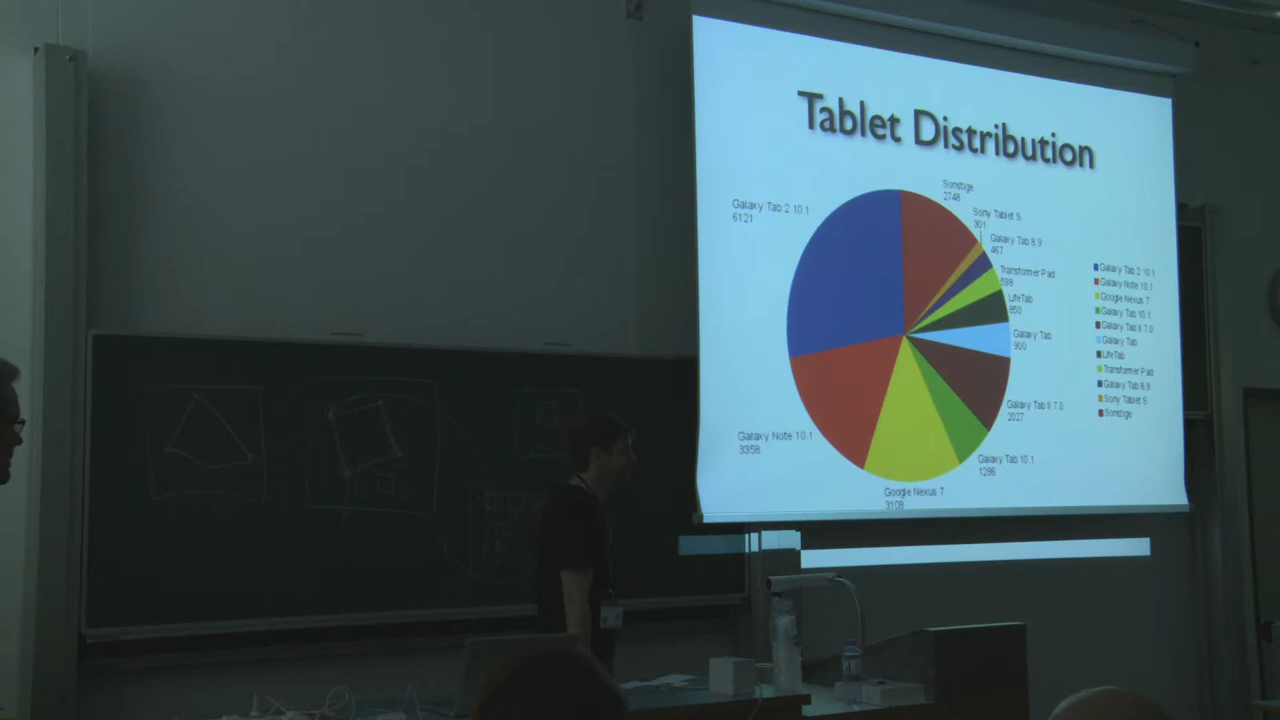 Tablet Distribution
Sonstige
2748
Sony Tablet S
301
Galaxy Tab 8.9
467
Transformer Pad
598
LifeTab
850
Galaxy Tab
900
Galaxy Tab II 7.0
2027
Galaxy Tab 10.1
1286
Google Nexus 7
3108
Galaxy Note 10.1
3358
Galaxy Tab 2 10.1
6121
Galaxy Tab 2 10.1
Galaxy Note 10.1
Google Nexus 7
Galaxy Tab 10.1
Galaxy Tab II 7.0
Galaxy Tab
LifeTab
Transformer Pad
Galaxy Tab 8.9
Sony Tablet S
Sonstige